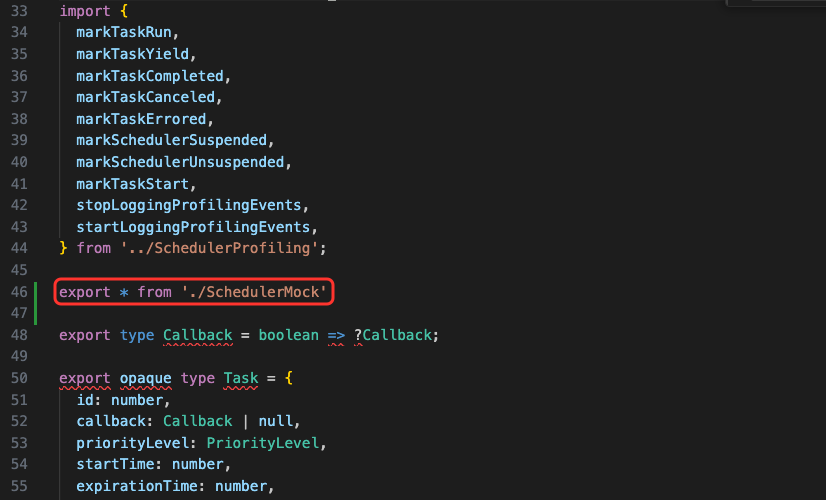 33 import {
34 markTaskRun,
35 markTaskYield,
36 markTaskCompleted,
37 markTaskCanceled,
38 markTaskErrored,
39 markSchedulerSuspended,
40 markSchedulerUnsuspended,
41 markTaskStart,
42 stopLoggingProfilingEvents,
43 startLoggingProfilingEvents,
44 } from '../SchedulerProfiling';
45
46 export * from './SchedulerMock'
47
48 export type Callback = boolean => ?Callback;
49
50 export opaque type Task = {
51 id: number,
52 callback: Callback | null,
53 priorityLevel: PriorityLevel,
54 startTime: number,
55 expirationTime: number,